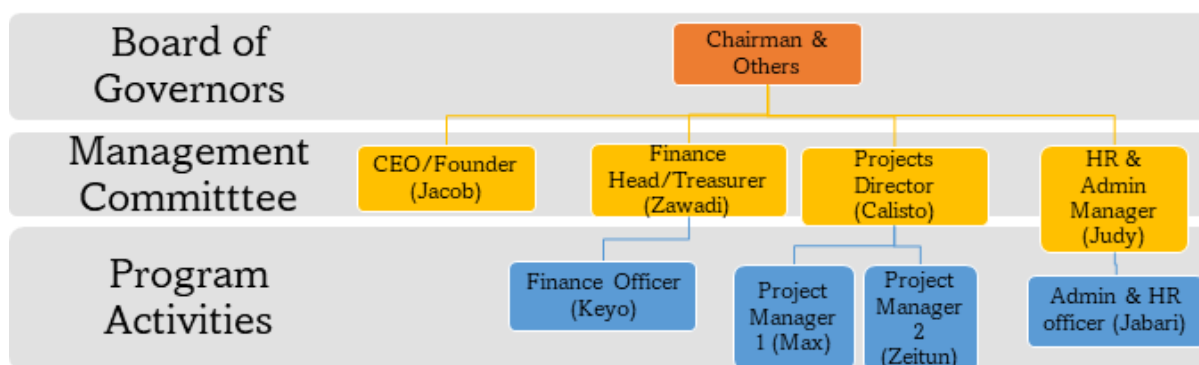 Board of
Governors
Chairman &
Others
Management
Committtee
CEO/Founder
(Jacob)
Finance
Head/Treasurer
(Zawadi)
Projects
Director
(Calisto)
HR &
Admin
Manager
(Judy)
Program
Activities
Finance Officer
(Keyo)
Project
Manager
1 (Max)
Project
Manager
2
(Zeitun)
Admin & HR
officer (Jabari)